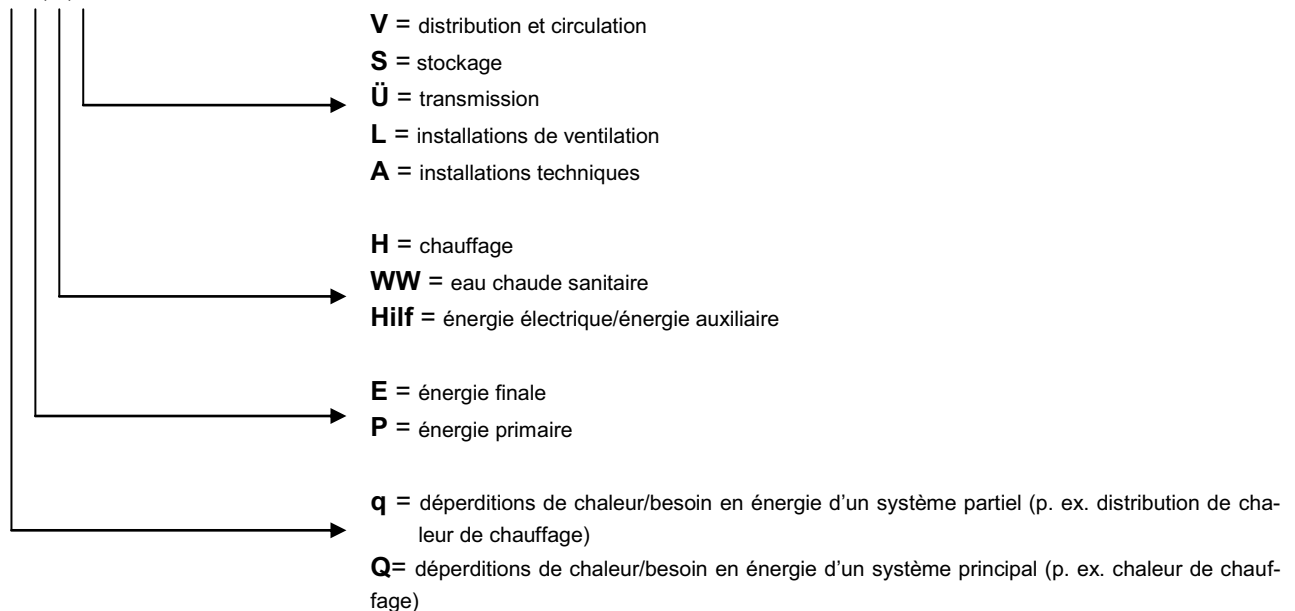 V = distribution et circulation
S = stockage
Ü = transmission
L = installations de ventilation
A = installations techniques
H = chauffage
WW = eau chaude sanitaire
Hilf = énergie électrique/énergie auxiliaire
E = énergie finale
P = énergie primaire
q = déperditions de chaleur/besoin en énergie d'un système partiel (p. ex. distribution de cha-
leur de chauffage)
Q= déperditions de chaleur/besoin en énergie d'un système principal (p. ex. chaleur de chauf-
fage)